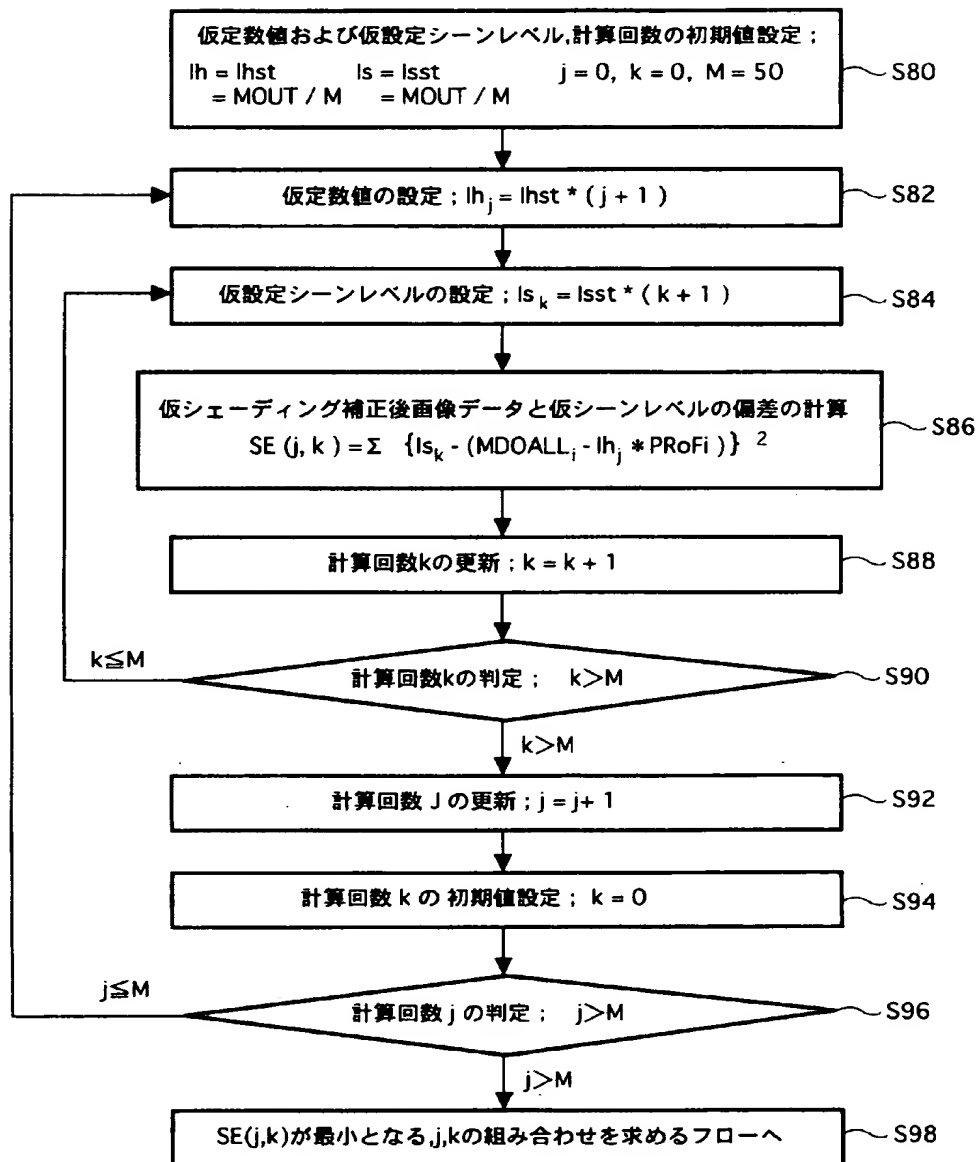 仮定数値および仮設定シーンレベル,計算回数の初期値設定；
Ih = Ihst Is = Isst j = 0, k = 0, M = 50
= MOUT / M = MOUT / M
S80
仮定数値の設定；Ih j = Ihst * ( j + 1 )
S82
仮設定シーンレベルの設定；Is k = Isst * ( k + 1 )
S84
仮シェーディング補正後画像データと仮シーンレベルの偏差の計算
SE ( j, k ) = Σ {Is k - (MDOALL i - Ih j * PRoFi )} 2
S86
計算回数kの更新；k = k + 1
S88
k≦M
計算回数kの判定； k＞M
S90
k＞M
計算回数 J の更新；j = j + 1
S92
計算回数 k の 初期値設定； k = 0
S94
j≦M
計算回数 j の判定； j＞M
S96
j＞M
SE(j,k)が最小となる,j,kの組み合わせを求めるフローへ
S98